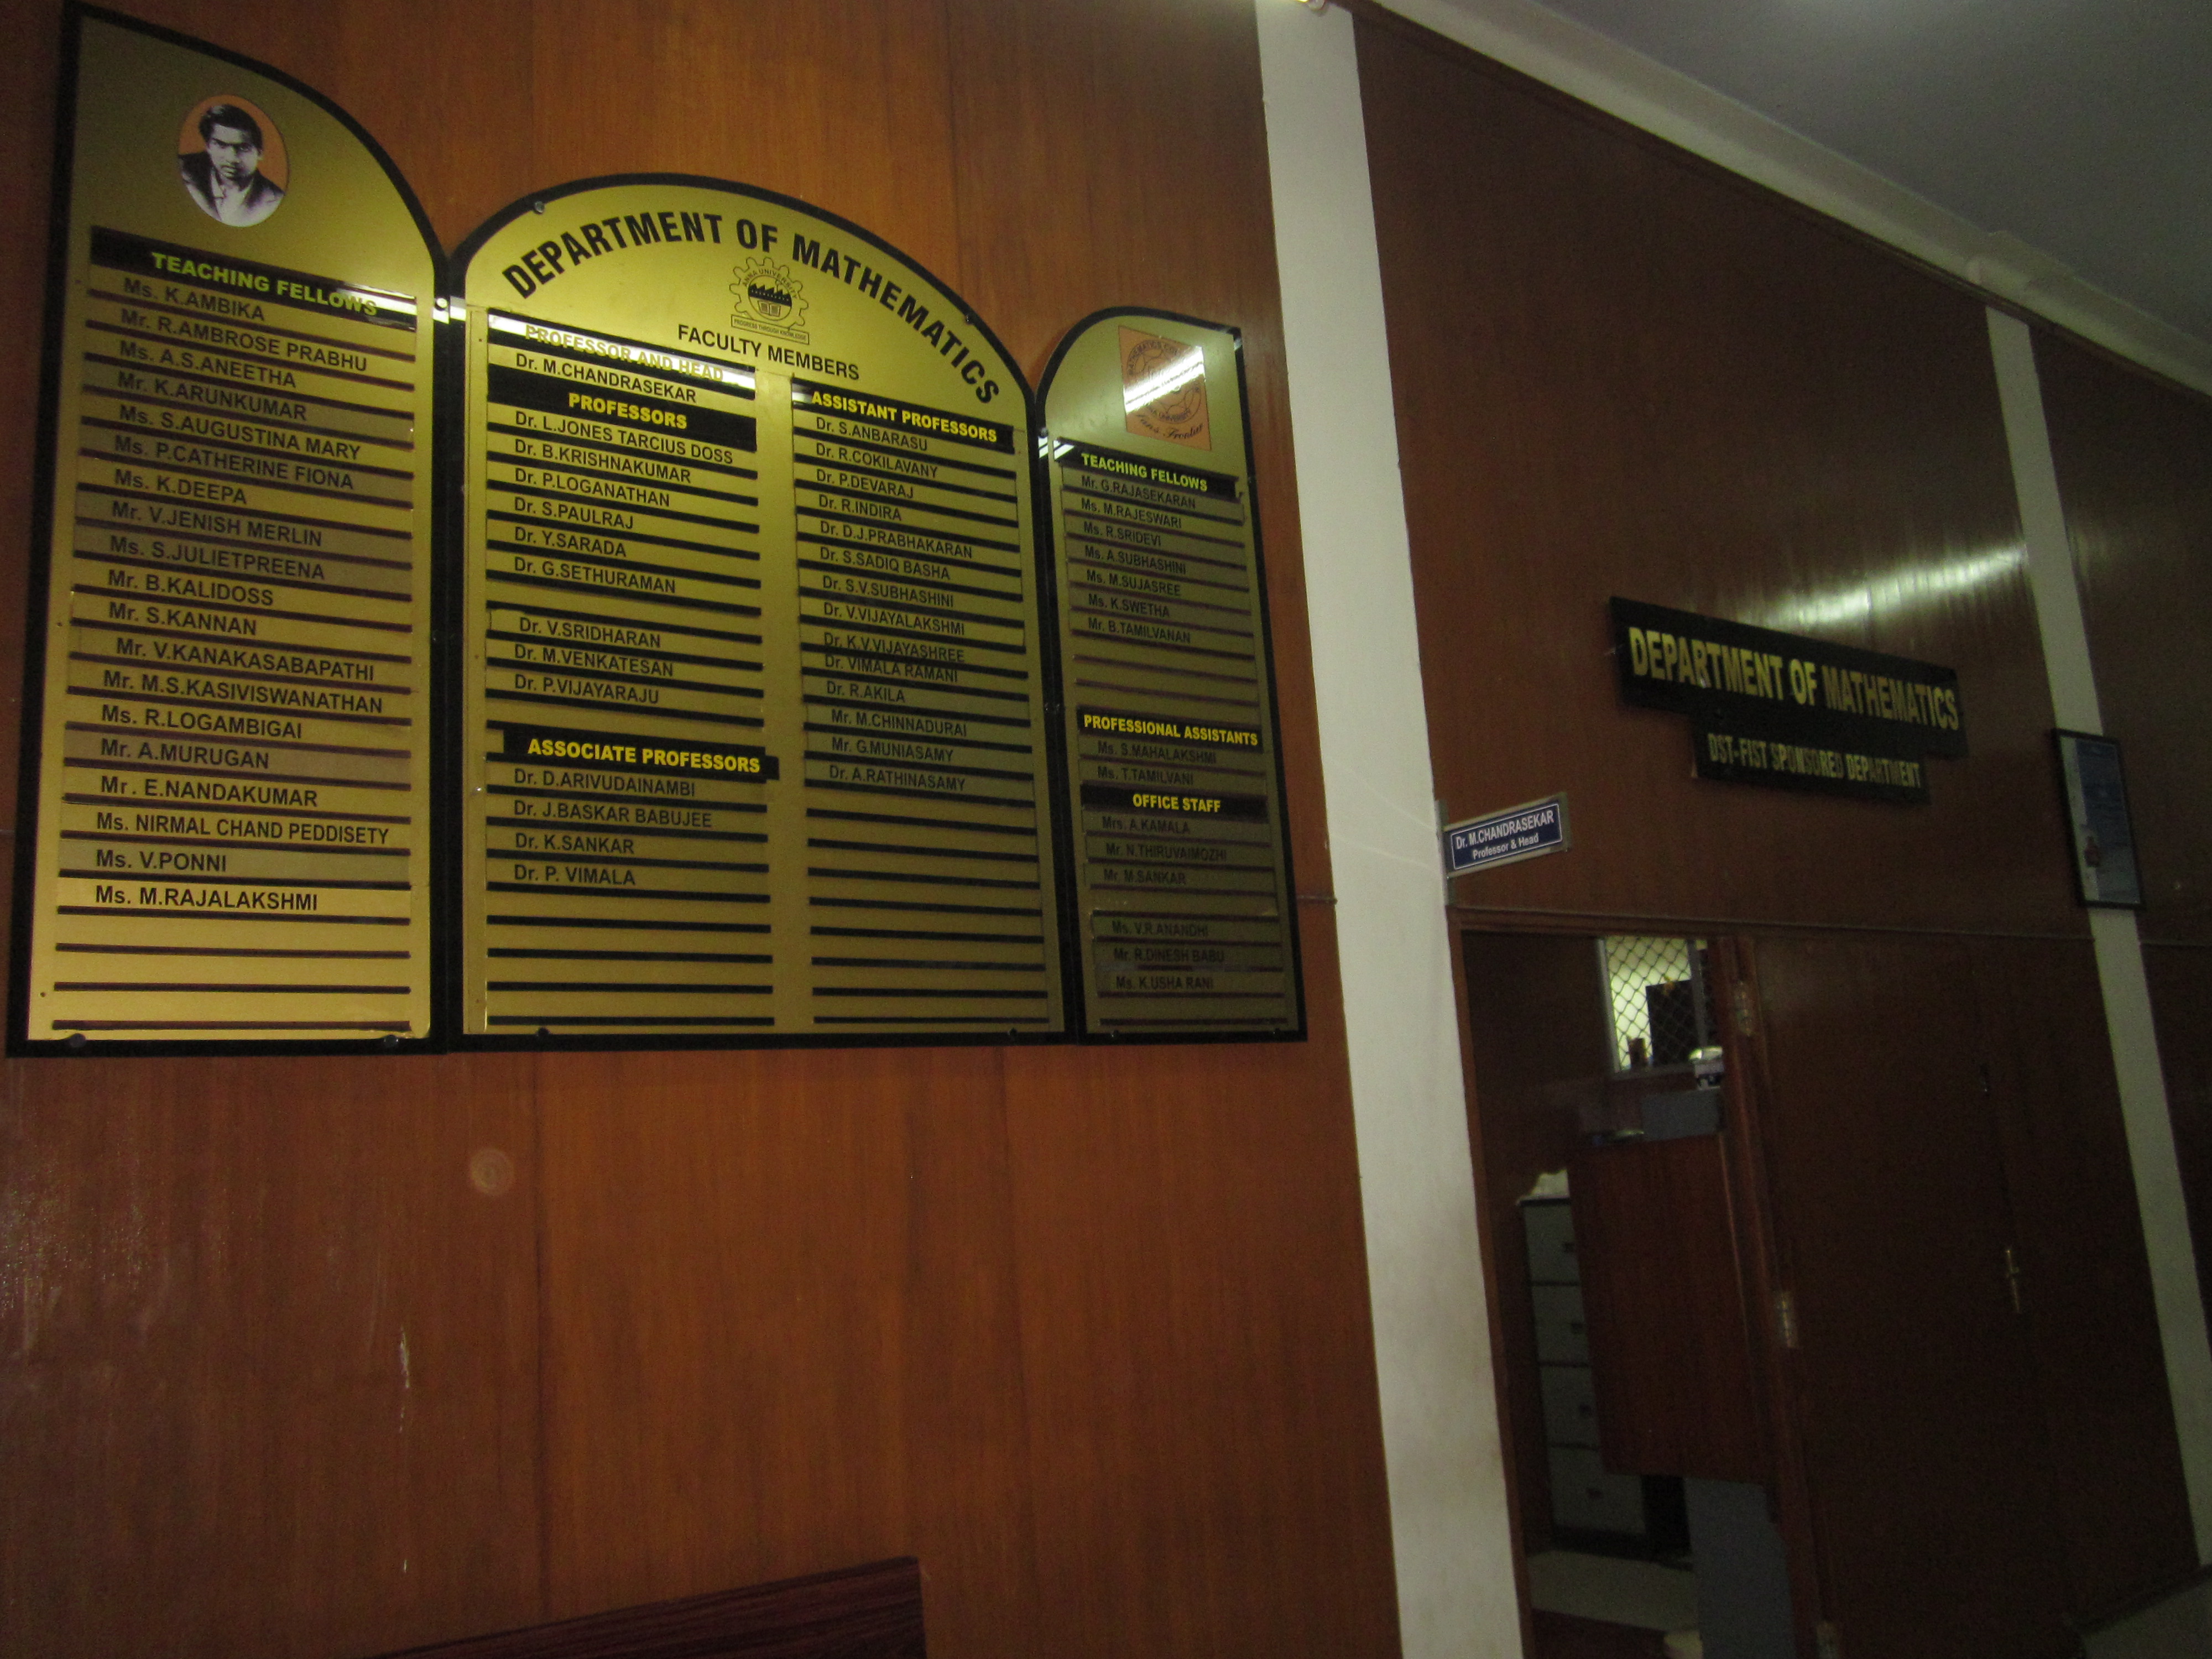 TEACHING FELLOWS
Ms. K.AMBIKA
Mr. R.AMBROSE PRABHU
Ms. A.S.ANEETHA
Mr. K.ARUNKUMAR
Ms. S.AUGUSTINA MARY
Ms. P.CATHERINE FIONA
Ms. K.DEEPA
Mr. V.JENISH MERLIN
Ms. S.JULIETPREENA
Mr. B.KALIDOSS
Mr. S.KANNAN
Mr. V.KANAKASABAPATHI
Mr. M.S.KASIVISWANATHAN
Ms. R.LOGAMBIGAI
Mr. A.MURUGAN
Mr. E.NANDAKUMAR
Ms. NIRMAL CHAND PEDDISETY
Ms. V.PONNI
Ms. M.RAJALAKSHMI
DEPARTMENT OF MATHEMATICS
ANNA UNIVERSITY
PROGRESS THROUGH KNOWLEDGE
FACULTY MEMBERS
PROFESSOR AND HEAD
Dr. M.CHANDRASEKAR
PROFESSORS
Dr. L.JONES TARCIUS DOSS
Dr. B.KRISHNAKUMAR
Dr. P.LOGANATHAN
Dr. S.PAULRAJ
Dr. Y.SARADA
Dr. G.SETHURAMAN
Dr. V.SRIDHARAN
Dr. M.VENKATESAN
Dr. P.VIJAYARAJU
ASSOCIATE PROFESSORS
Dr. D.ARIVUDAINAMBI
Dr. J.BASKAR BABUJEE
Dr. K.SANKAR
Dr. P. VIMALA
ASSISTANT PROFESSORS
Dr. S.ANBARASU
Dr. R.COKILAVANY
Dr. P.DEVARAJ
Dr. R.INDIRA
Dr. D.J.PRABHAKARAN
Dr. S.SADIQ BASHA
Dr. S.V.SUBHASHINI
Dr. V.VIJAYALAKSHMI
Dr. K.V.VIJAYASHREE
Dr. VIMALA RAMANI
Dr. R.AKILA
Mr. M.CHINNADURAI
Mr. G.MUNIASAMY
Dr. A.RATHINASAMY
TEACHING FELLOWS
Mr. G.RAJASEKARAN
Ms. M.RAJESWARI
Ms. R.SRIDEVI
Ms. A.SUBHASHINI
Ms. M.SUJASREE
Ms. K.SWETHA
Mr. B.TAMILVANAN
PROFESSIONAL ASSISTANTS
Ms. S.MAHALAKSHMI
Ms. T.TAMILVANI
OFFICE STAFF
Mrs. A.KAMALA
Mr. N.THIRUVAIMOZHI
Mr. M.SANKAR
Ms. V.R.ANANDHI
Mr. R.DINESH BABU
Ms. K.USHA RANI
DEPARTMENT OF MATHEMATICS
DST-FIST SPONSORED DEPARTMENT
Dr. M.CHANDRASEKAR
Professor & Head